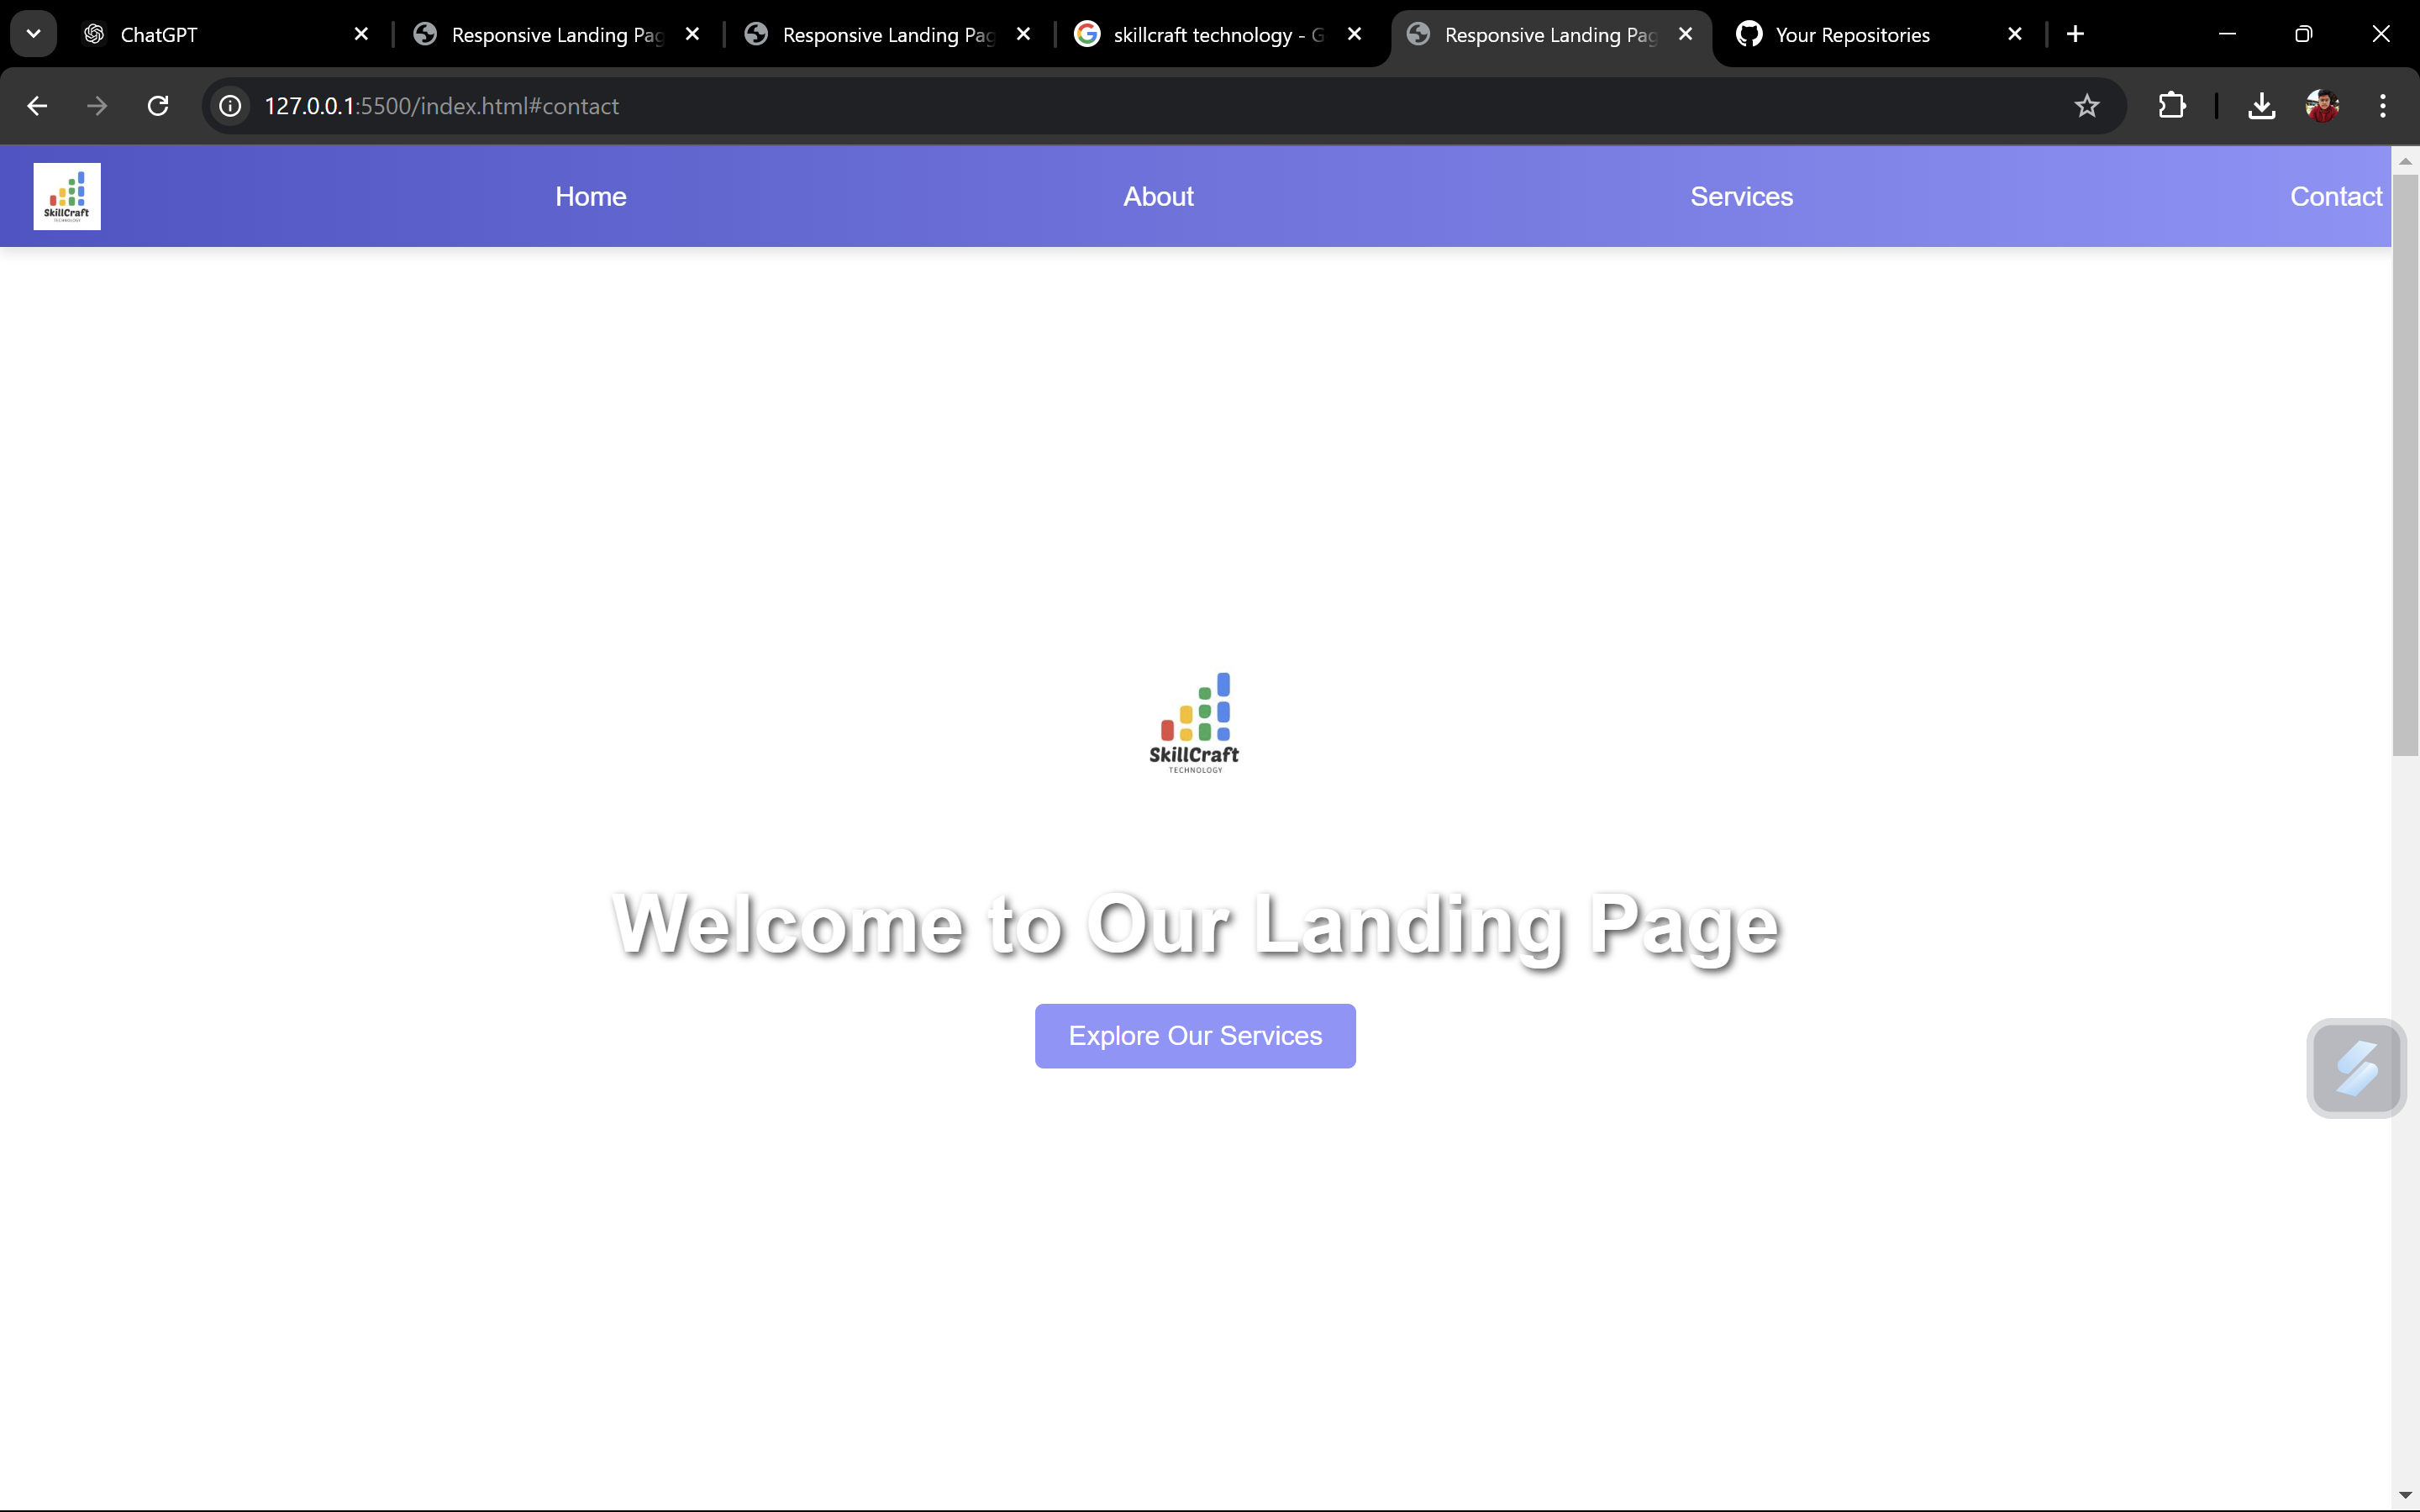 ChatGPT
Responsive Landing Pag
Responsive Landing Pag
skillcraft technology - G
Responsive Landing Pag
Your Repositories
127.0.0.1:5500/index.html#contact
SkillCraft
TECHNOLOGY
Home
About
Services
Contact
SkillCraft
TECHNOLOGY
Welcome to Our Landing Page
Explore Our Services